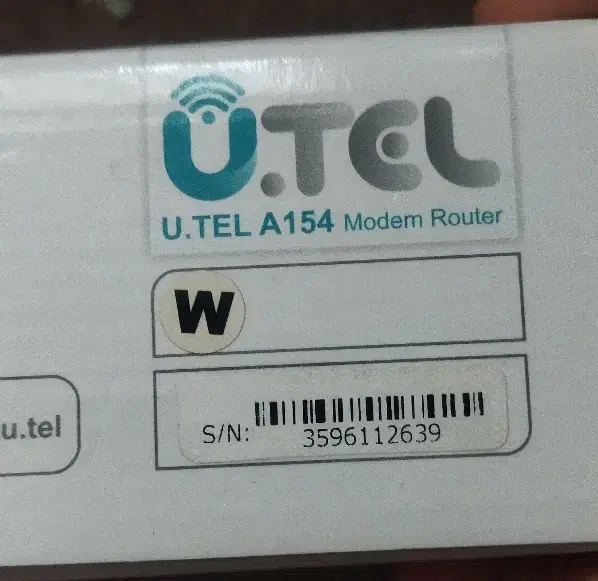 U.TEL
U.TEL A154 Modem Router
W
u.tel
S/N: 3596112639